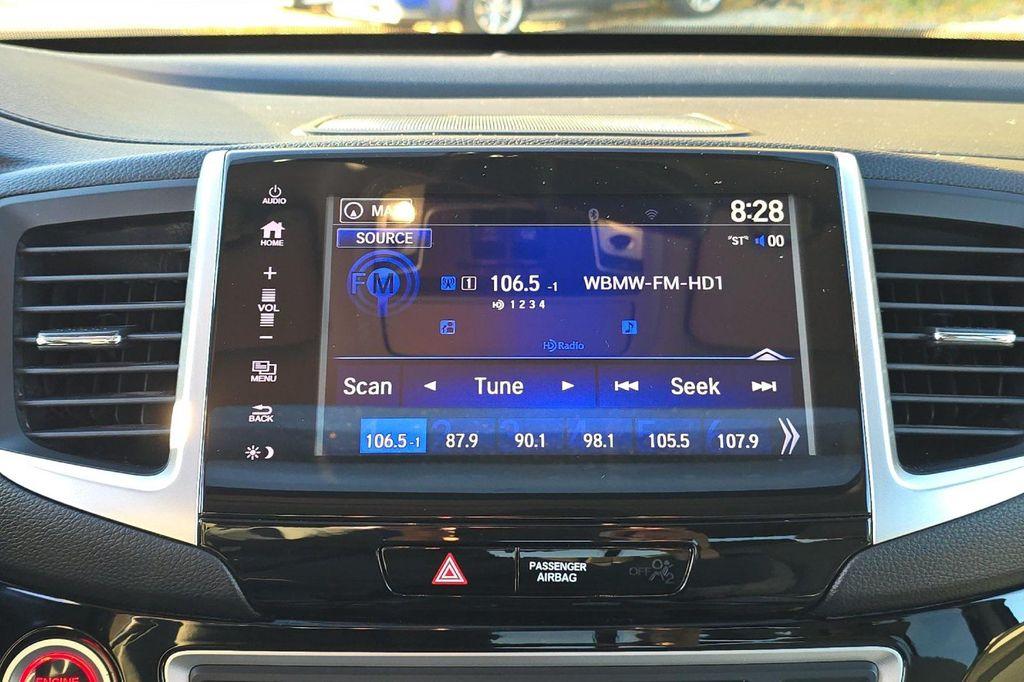 AUDIO
HOME
+
VOL
−
MENU
BACK
8:28
SOURCE
"ST" 00
FM
1 106.5 -1 WBMW-FM-HD1
HD 1 2 3 4
HD Radio
Scan Tune Seek
106.5-1 87.9 90.1 98.1 105.5 107.9
PASSENGER
AIRBAG
OFF
2
ENGINE